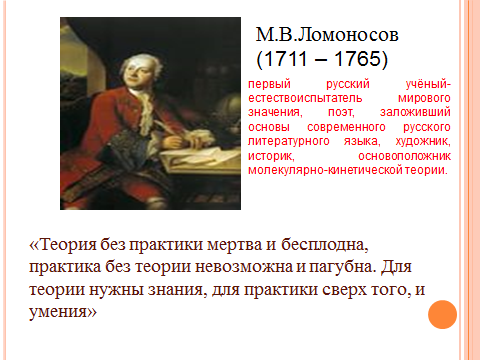 М.В.Ломоносов
(1711 – 1765)
первый русский учёный-
естествоиспытатель мирового
значения, поэт, заложивший
основы современного русского
литературного языка, художник,
историк, основоположник
молекулярно-кинетической теории.
«Теория без практики мертва и бесплодна,
практика без теории невозможна и пагубна. Для
теории нужны знания, для практики сверх того, и
умения»